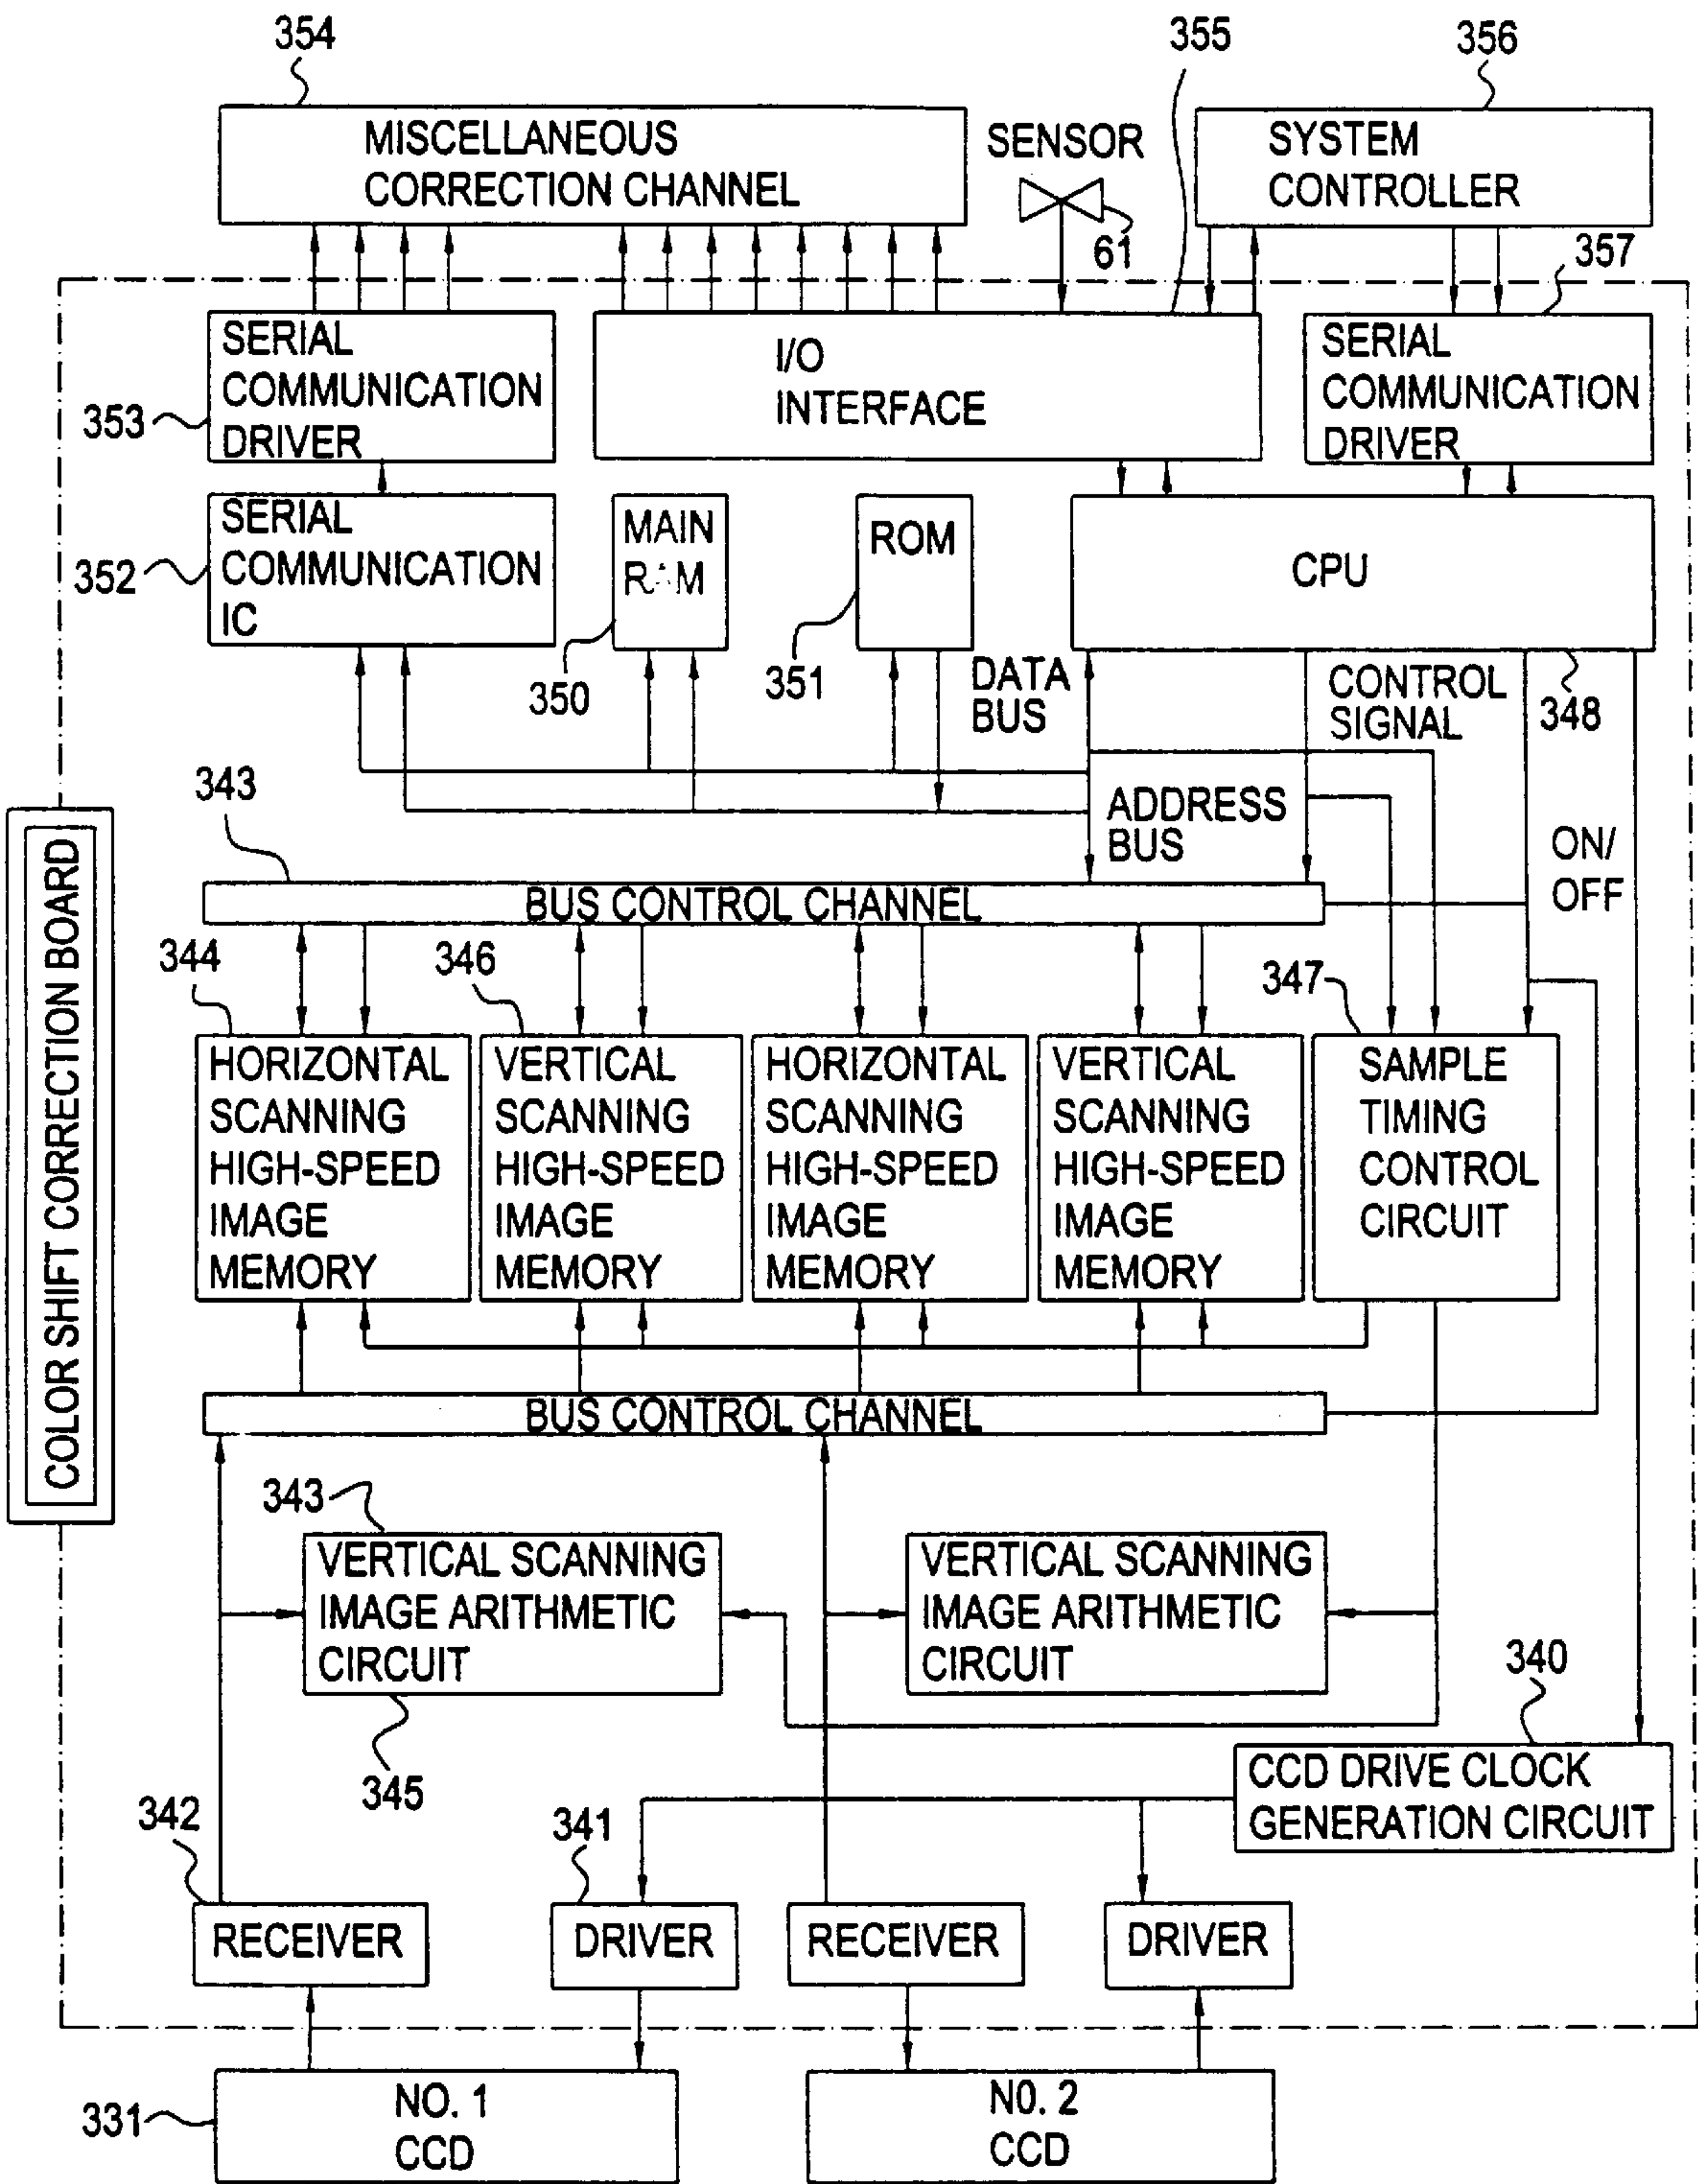 354
355
356
MISCELLANEOUS
CORRECTION CHANNEL
SENSOR
61
SYSTEM
CONTROLLER
357
SERIAL
COMMUNICATION
DRIVER
353
I/O
INTERFACE
SERIAL
COMMUNICATION
DRIVER
SERIAL
COMMUNICATION
IC
352
MAIN
RAM
350
ROM
351
CPU
348
DATA
BUS
CONTROL
SIGNAL
ADDRESS
BUS
ON/
OFF
343
BUS CONTROL CHANNEL
COLOR SHIFT CORRECTION BOARD
344
346
347
HORIZONTAL
SCANNING
HIGH-SPEED
IMAGE
MEMORY
VERTICAL
SCANNING
HIGH-SPEED
IMAGE
MEMORY
HORIZONTAL
SCANNING
HIGH-SPEED
IMAGE
MEMORY
VERTICAL
SCANNING
HIGH-SPEED
IMAGE
MEMORY
SAMPLE
TIMING
CONTROL
CIRCUIT
BUS CONTROL CHANNEL
343
VERTICAL SCANNING
IMAGE ARITHMETIC
CIRCUIT
345
VERTICAL SCANNING
IMAGE ARITHMETIC
CIRCUIT
340
CCD DRIVE CLOCK
GENERATION CIRCUIT
342
341
RECEIVER
DRIVER
RECEIVER
DRIVER
331
NO. 1
CCD
N0. 2
CCD